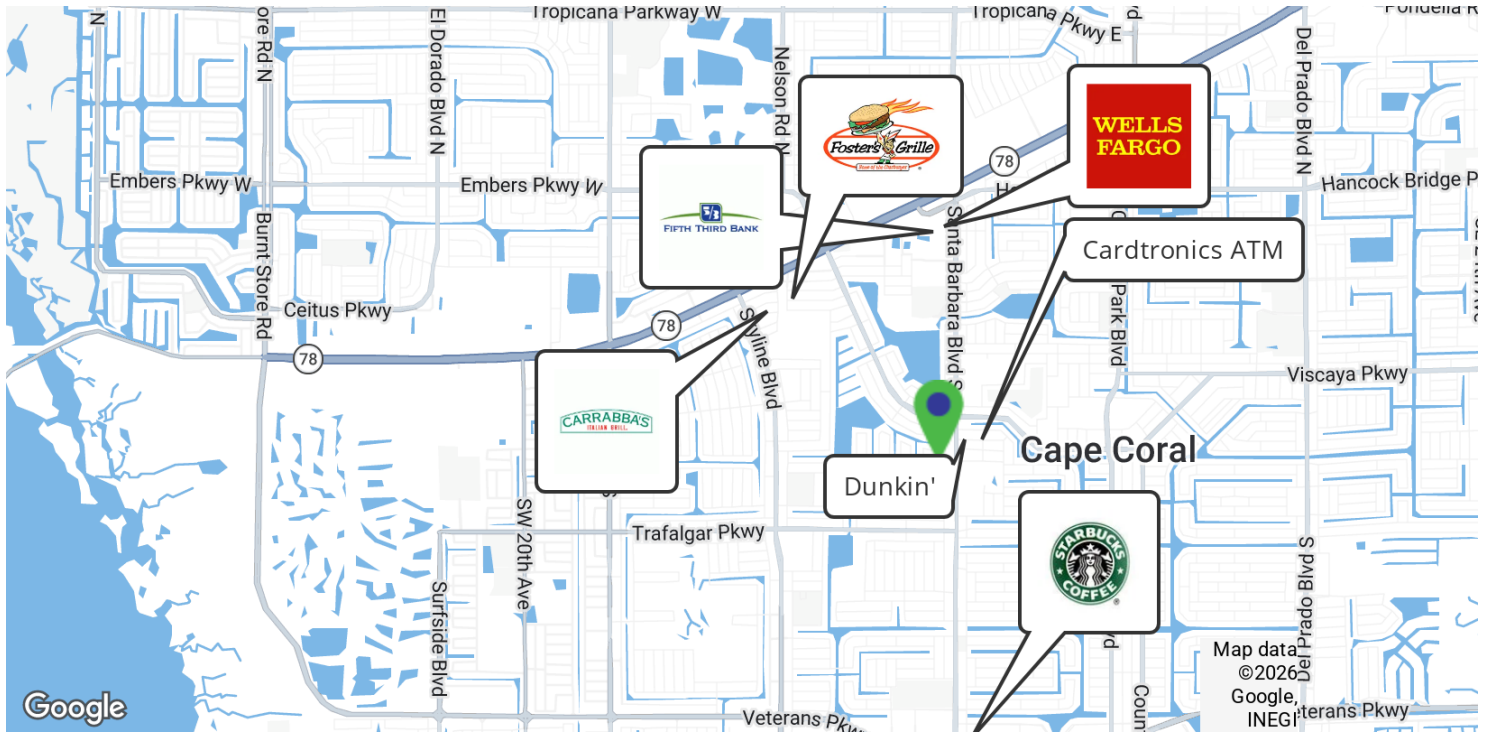 Tropicana Parkway W
Tropicana Pkwy E
N
El Dorado Blvd N
Nelson Rd N
Del Prado Blvd N
78
WELLS
FARGO
Foster's Grille
Embers Pkwy W
Embers Pkwy W
Hancock Bridge P
FIFTH THIRD BANK
Burnt Store Rd
Santa Barbara Blvd S
Cardtronics ATM
Ceitus Pkwy
78
Skyline Blvd
Park Blvd
78
Viscaya Pkwy
CARRABBA'S
ITALIAN GRILL
Cape Coral
Dunkin'
SW 20th Ave
Trafalgar Pkwy
STARBUCKS
COFFEE
Surfside Blvd
Del Prado Blvd S
Map data
©2026
Google,
INEGI
Google
Veterans Pkw
Coun
terans Pkwy